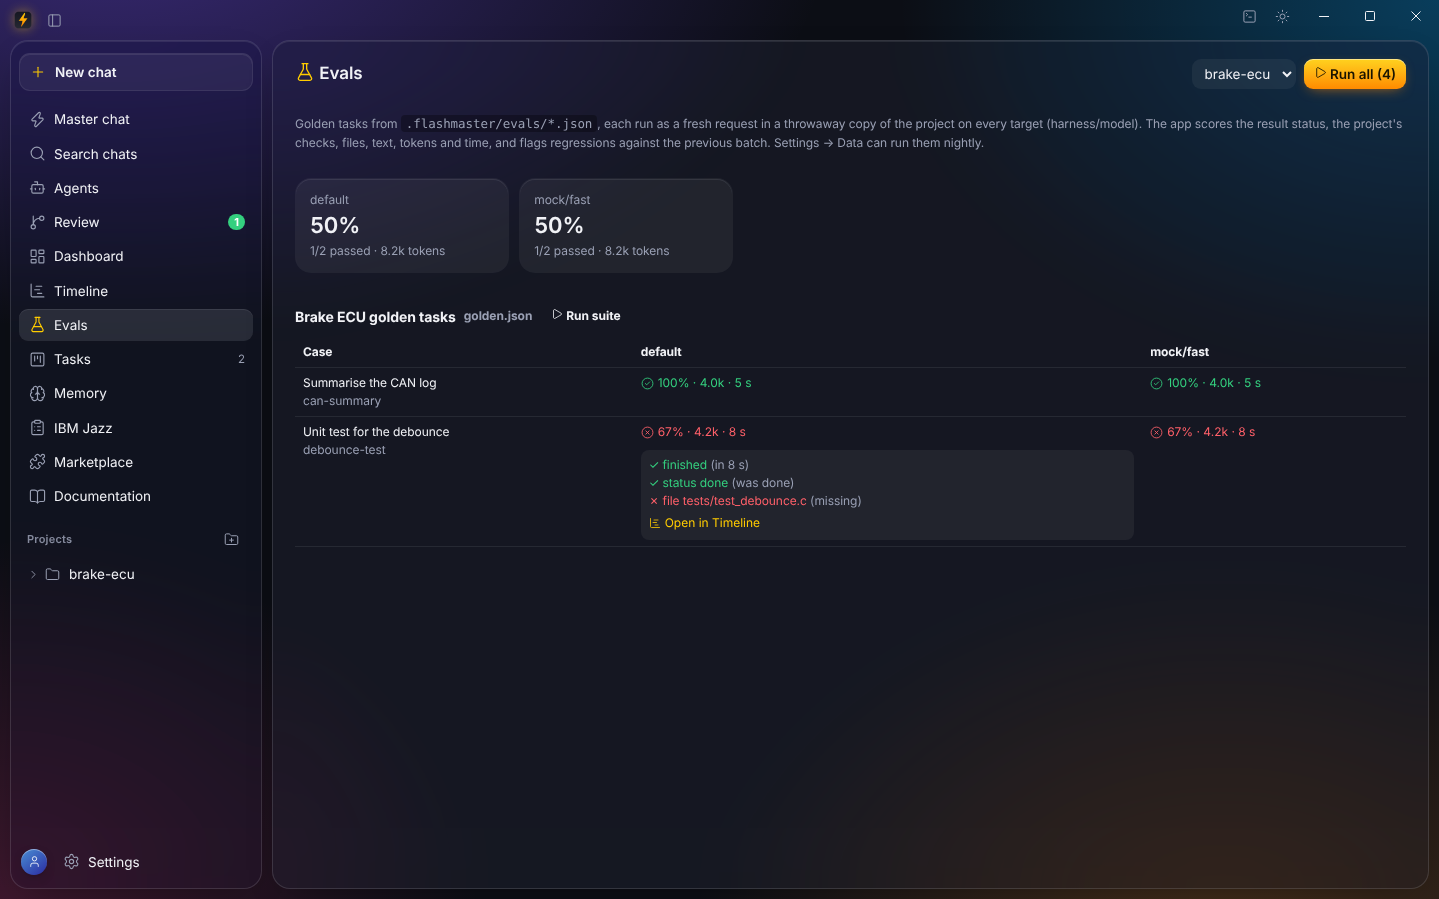 New chat
Master chat
Search chats
Agents
Review 1
Dashboard
Timeline
Evals
Tasks 2
Memory
IBM Jazz
Marketplace
Documentation
Projects
brake-ecu
Settings
Evals
brake-ecu
Run all (4)
Golden tasks from .flashmaster/evals/*.json , each run as a fresh request in a throwaway copy of the project on every target (harness/model). The app scores the result status, the project's
checks, files, text, tokens and time, and flags regressions against the previous batch. Settings → Data can run them nightly.
default
50%
1/2 passed · 8.2k tokens
mock/fast
50%
1/2 passed · 8.2k tokens
Brake ECU golden tasks golden.json Run suite
Case default mock/fast
Summarise the CAN log 100% · 4.0k · 5 s 100% · 4.0k · 5 s
can-summary
Unit test for the debounce 67% · 4.2k · 8 s 67% · 4.2k · 8 s
debounce-test
✓ finished (in 8 s)
✓ status done (was done)
× file tests/test_debounce.c (missing)
Open in Timeline